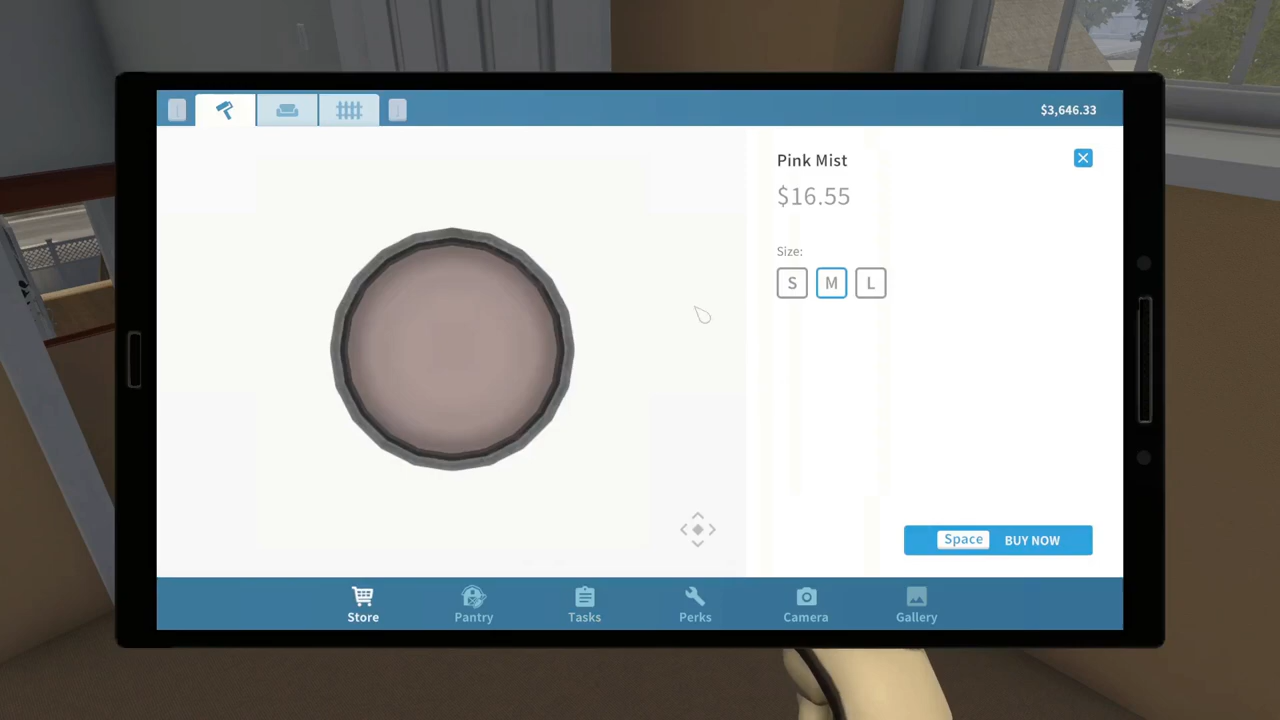 $3,646.33
Pink Mist
$16.55
Size:
S M L
Space BUY NOW
Store Pantry Tasks Perks Camera Gallery